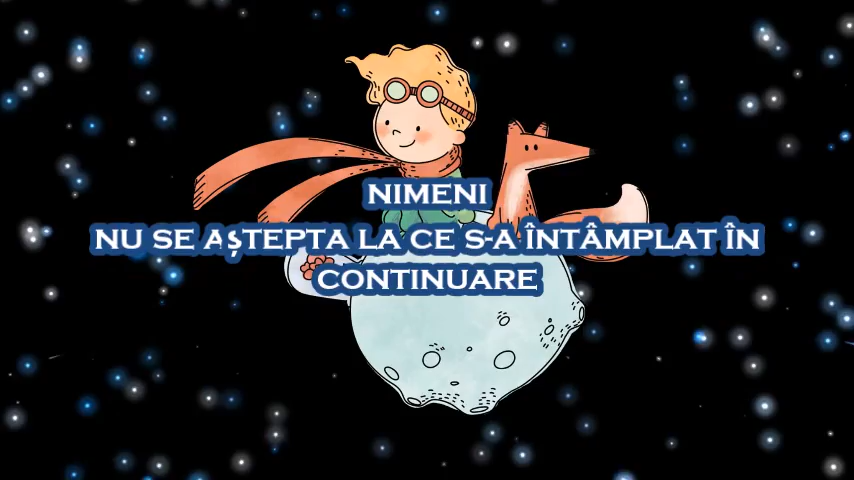 NIMENI
NU SE AȘTEPTA LA CE S-A ÎNTÂMPLAT ÎN
CONTINUARE